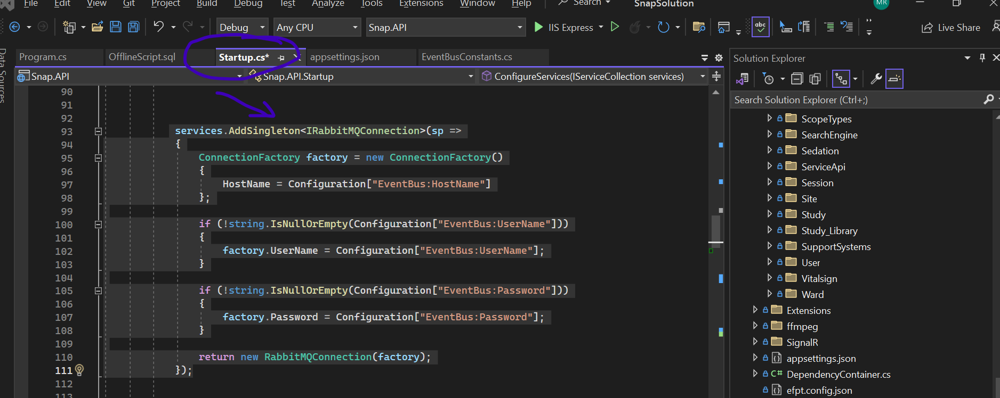 File Edit View Git Project Build Debug Test Analyze Tools Extensions Window Help Search SnapSolution MR
Debug Any CPU Snap.API IIS Express abc Live Share
Data Sources
Program.cs OfflineScript.sql Startup.cs* appsettings.json EventBusConstants.cs
Snap.API Snap.API.Startup ConfigureServices(IServiceCollection services)
90
91
92
93 services.AddSingleton<IRabbitMQConnection>(sp =>
94 {
95 ConnectionFactory factory = new ConnectionFactory()
96 {
97 HostName = Configuration["EventBus:HostName"]
98 };
99
100 if (!string.IsNullOrEmpty(Configuration["EventBus:UserName"]))
101 {
102 factory.UserName = Configuration["EventBus:UserName"];
103 }
104
105 if (!string.IsNullOrEmpty(Configuration["EventBus:Password"]))
106 {
107 factory.Password = Configuration["EventBus:Password"];
108 }
109
110 return new RabbitMQConnection(factory);
111 });
112
113
Solution Explorer
Search Solution Explorer (Ctrl+;)
ScopeTypes
SearchEngine
Sedation
ServiceApi
Session
Site
Study
Study_Library
SupportSystems
User
Vitalsign
Ward
Extensions
ffmpeg
SignalR
appsettings.json
C# DependencyContainer.cs
efpt.config.json